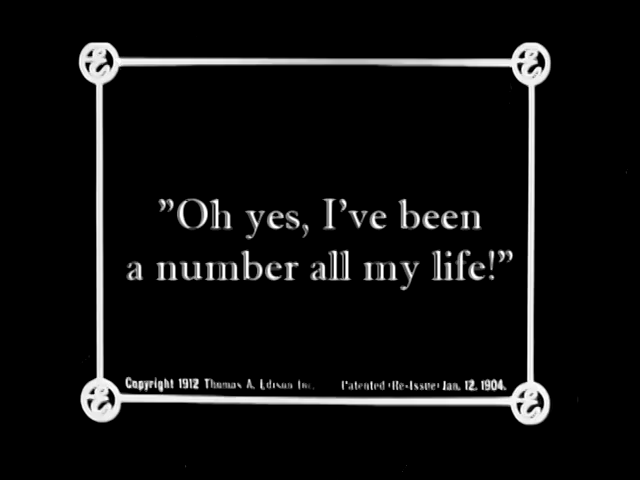 ”Oh yes, I’ve been
a number all my life!”
Copyright 1912 Thomas A. Edison Inc. Patented (Re-Issue) Jan. 12. 1904.